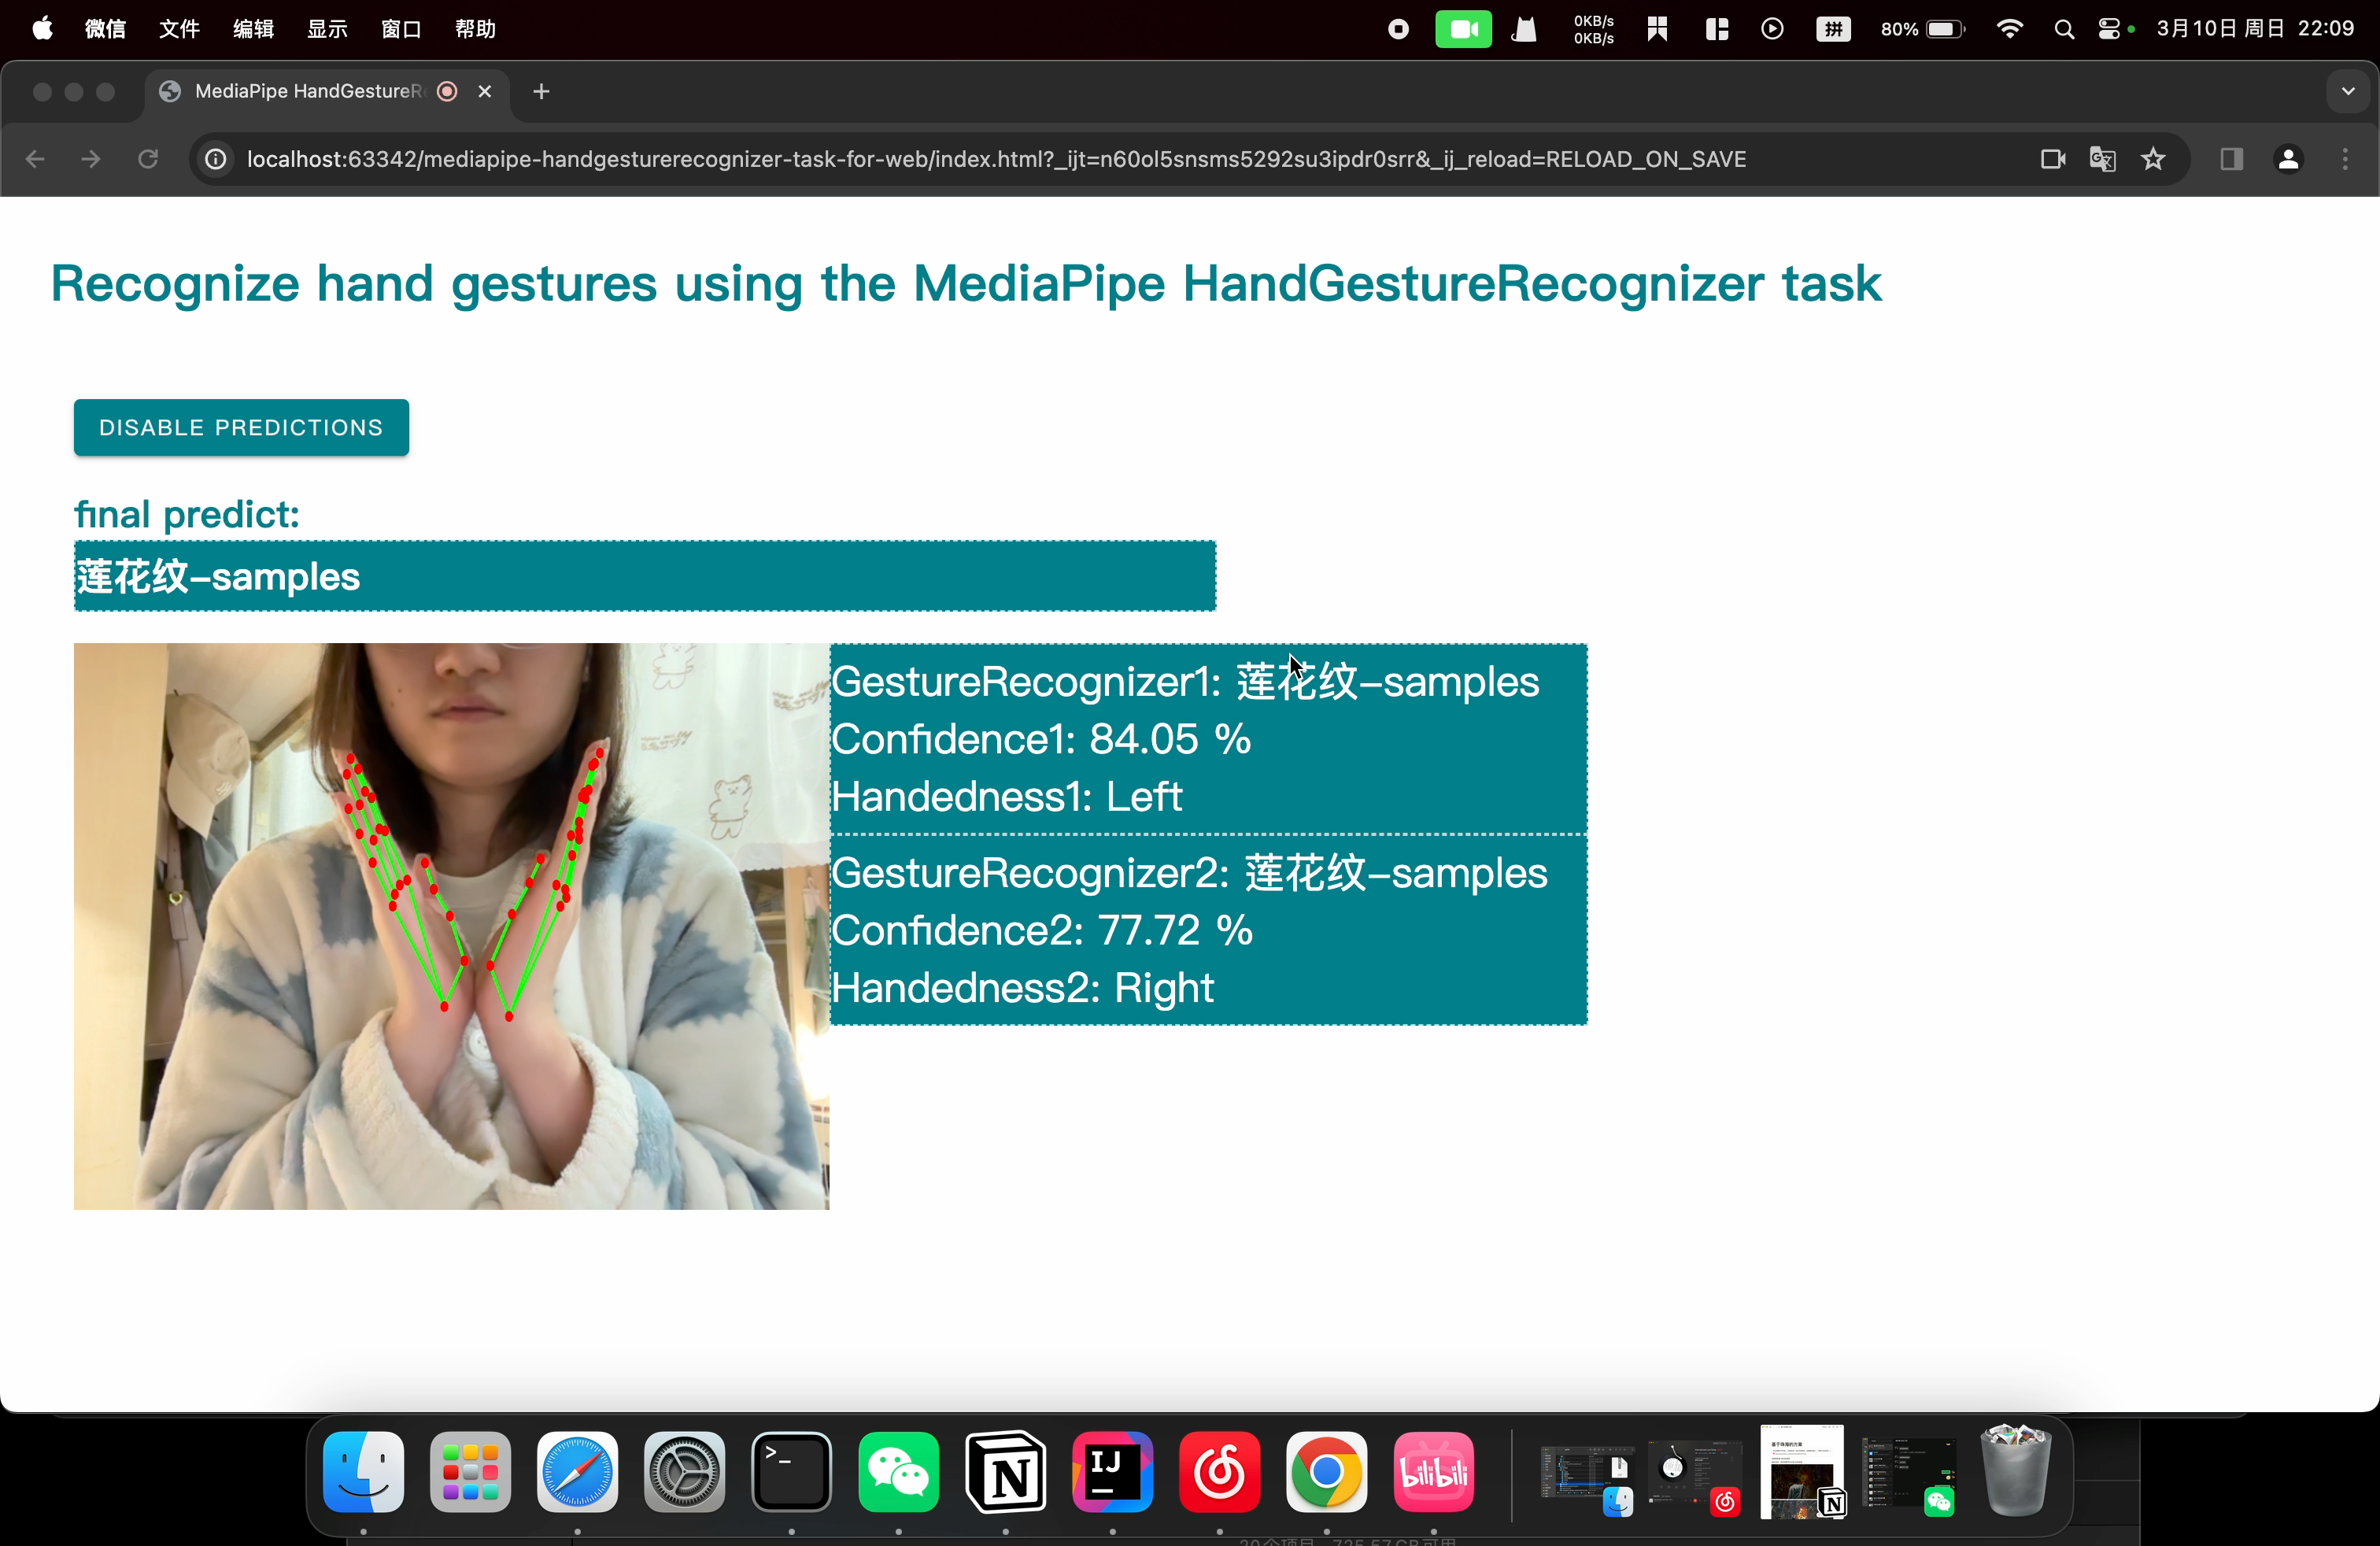 微信 文件 编辑 显示 窗口 帮助
0KB/s
0KB/s
拼
80%
3月10日 周日 22:09
MediaPipe HandGestureR
localhost:63342/mediapipe-handgesturerecognizer-task-for-web/index.html?_ijt=n60ol5snsms5292su3ipdr0srr&_ij_reload=RELOAD_ON_SAVE
Recognize hand gestures using the MediaPipe HandGestureRecognizer task
DISABLE PREDICTIONS
final predict:
莲花纹-samples
GestureRecognizer1: 莲花纹-samples
Confidence1: 84.05 %
Handedness1: Left
GestureRecognizer2: 莲花纹-samples
Confidence2: 77.72 %
Handedness2: Right
>_
N
IJ
bilibili